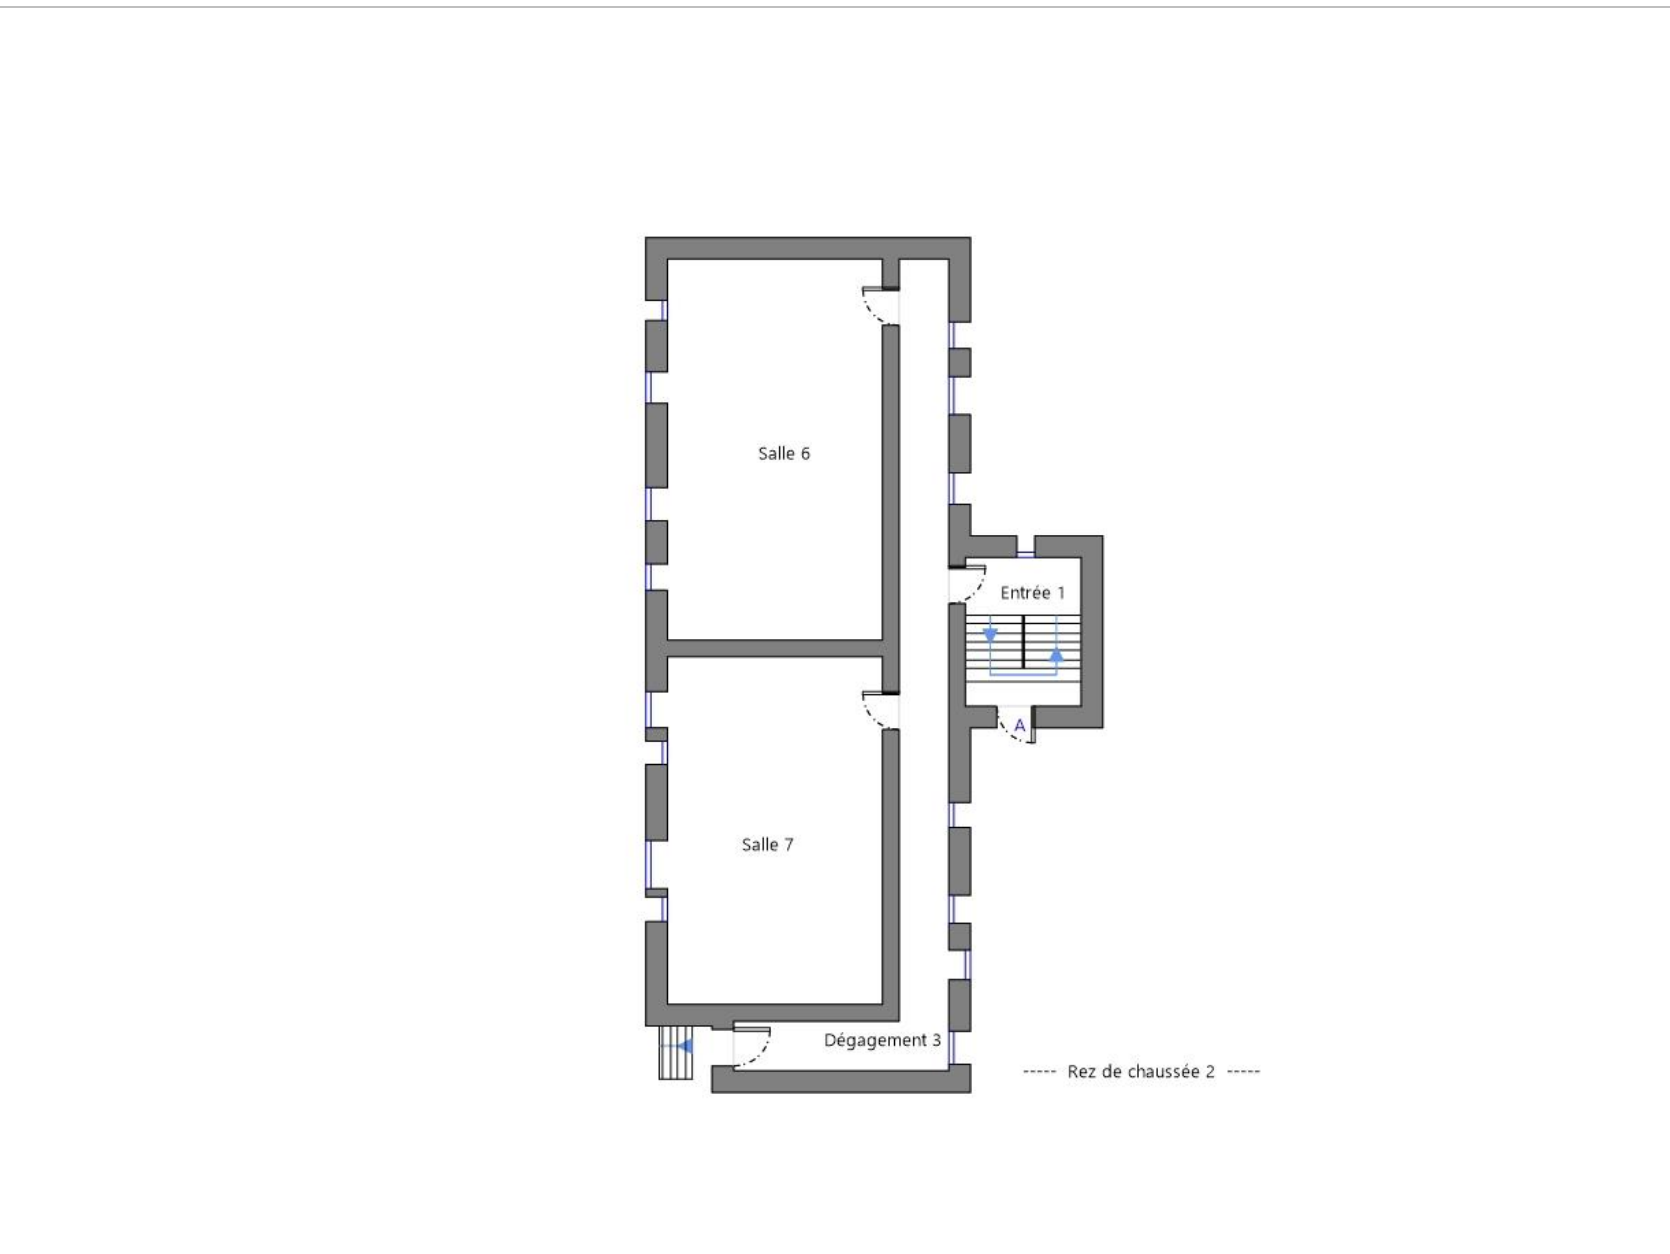 Salle 6
Entrée 1
A
Salle 7
Dégagement 3
----- Rez de chaussée 2 -----